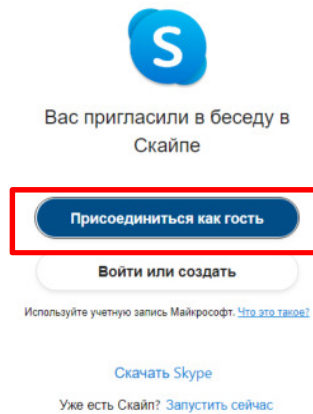 S
Вас пригласили в беседу в
Скайпе
Присоединиться как гость
Войти или создать
Используйте учетную запись Майкрософт. Что это такое?
Скачать Skype
Уже есть Скайп? Запустить сейчас